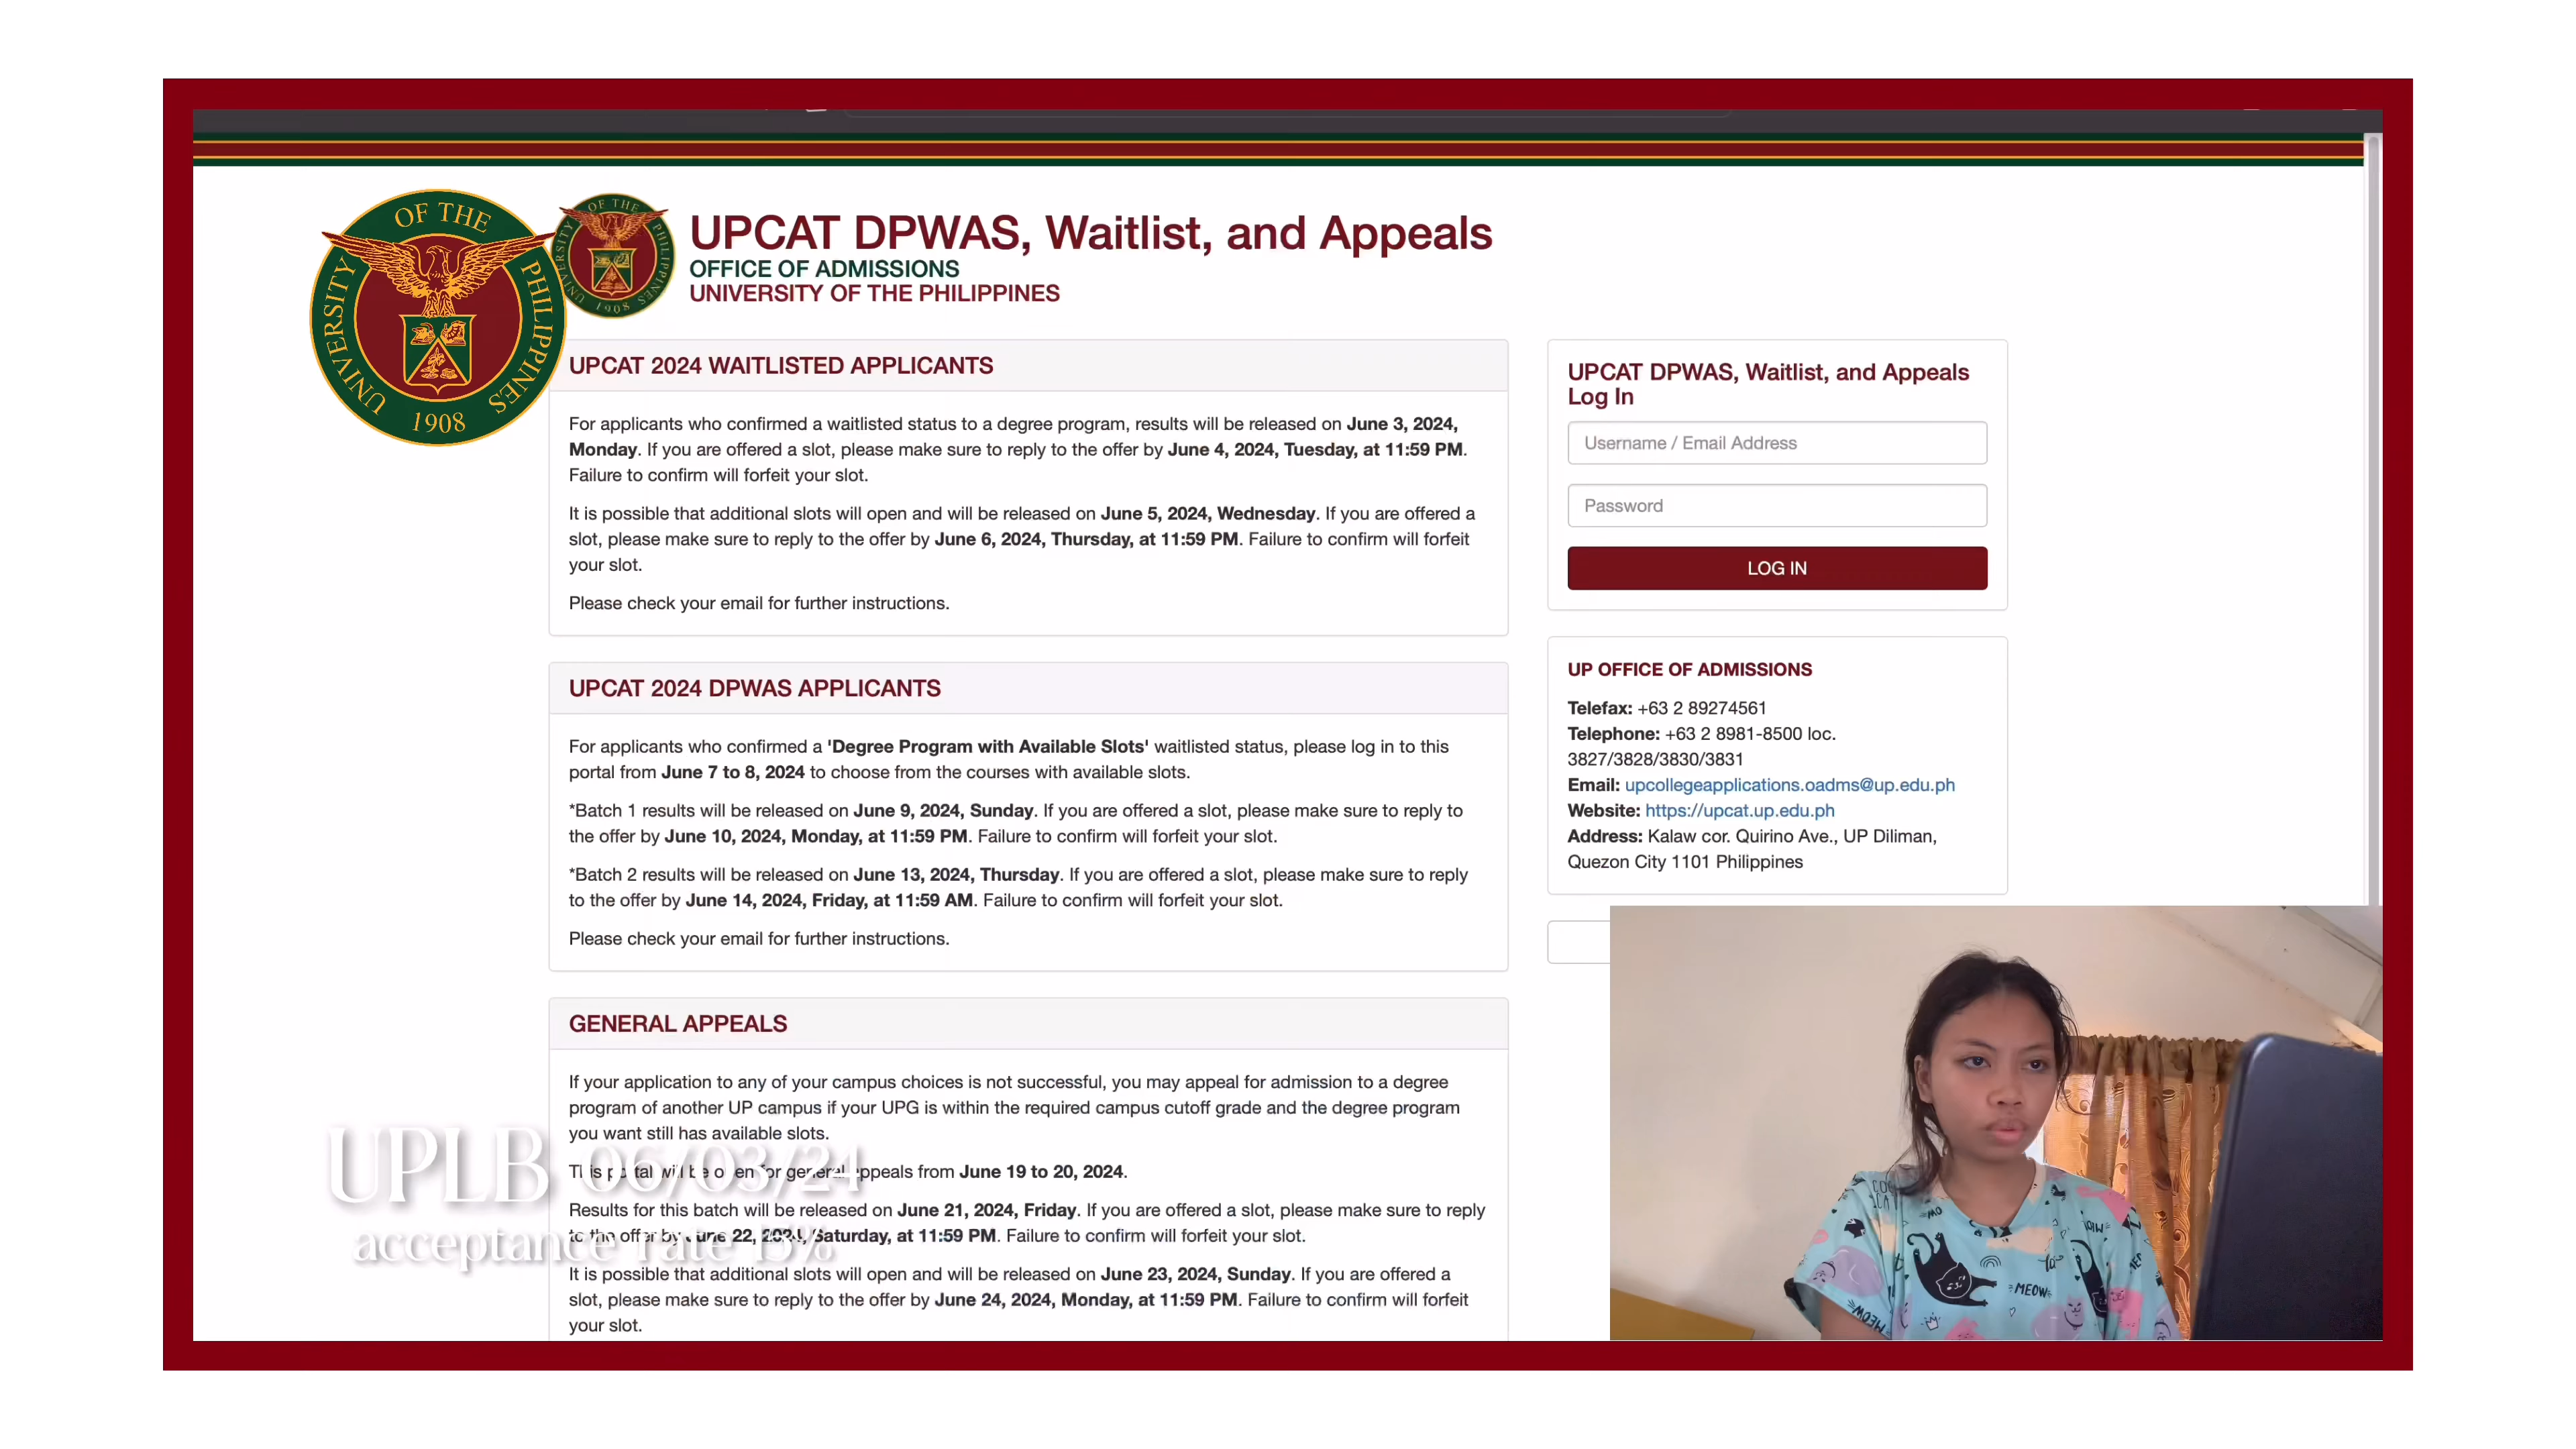 OF THE
UNIVERSITY
PHILIPPINES
1908
OF THE
UNIVERSITY
PHILIPPINES
1908
UPCAT DPWAS, Waitlist, and Appeals
OFFICE OF ADMISSIONS
UNIVERSITY OF THE PHILIPPINES
UPCAT 2024 WAITLISTED APPLICANTS
For applicants who confirmed a waitlisted status to a degree program, results will be released on June 3, 2024,
Monday. If you are offered a slot, please make sure to reply to the offer by June 4, 2024, Tuesday, at 11:59 PM.
Failure to confirm will forfeit your slot.
It is possible that additional slots will open and will be released on June 5, 2024, Wednesday. If you are offered a
slot, please make sure to reply to the offer by June 6, 2024, Thursday, at 11:59 PM. Failure to confirm will forfeit
your slot.
Please check your email for further instructions.
UPCAT 2024 DPWAS APPLICANTS
For applicants who confirmed a 'Degree Program with Available Slots' waitlisted status, please log in to this
portal from June 7 to 8, 2024 to choose from the courses with available slots.
*Batch 1 results will be released on June 9, 2024, Sunday. If you are offered a slot, please make sure to reply to
the offer by June 10, 2024, Monday, at 11:59 PM. Failure to confirm will forfeit your slot.
*Batch 2 results will be released on June 13, 2024, Thursday. If you are offered a slot, please make sure to reply
to the offer by June 14, 2024, Friday, at 11:59 AM. Failure to confirm will forfeit your slot.
Please check your email for further instructions.
GENERAL APPEALS
If your application to any of your campus choices is not successful, you may appeal for admission to a degree
program of another UP campus if your UPG is within the required campus cutoff grade and the degree program
you want still has available slots.
This portal will be open for general appeals from June 19 to 20, 2024.
Results for this batch will be released on June 21, 2024, Friday. If you are offered a slot, please make sure to reply
to the offer by June 22, 2024, Saturday, at 11:59 PM. Failure to confirm will forfeit your slot.
It is possible that additional slots will open and will be released on June 23, 2024, Sunday. If you are offered a
slot, please make sure to reply to the offer by June 24, 2024, Monday, at 11:59 PM. Failure to confirm will forfeit
your slot.
UPLB 06/03/24
acceptance rate
UPCAT DPWAS, Waitlist, and Appeals
Log In
Username / Email Address
Password
LOG IN
UP OFFICE OF ADMISSIONS
Telefax: +63 2 89274561
Telephone: +63 2 8981-8500 loc.
3827/3828/3830/3831
Email: upcollegeapplications.oadms@up.edu.ph
Website: https://upcat.up.edu.ph
Address: Kalaw cor. Quirino Ave., UP Diliman,
Quezon City 1101 Philippines
MEOW
MEOW